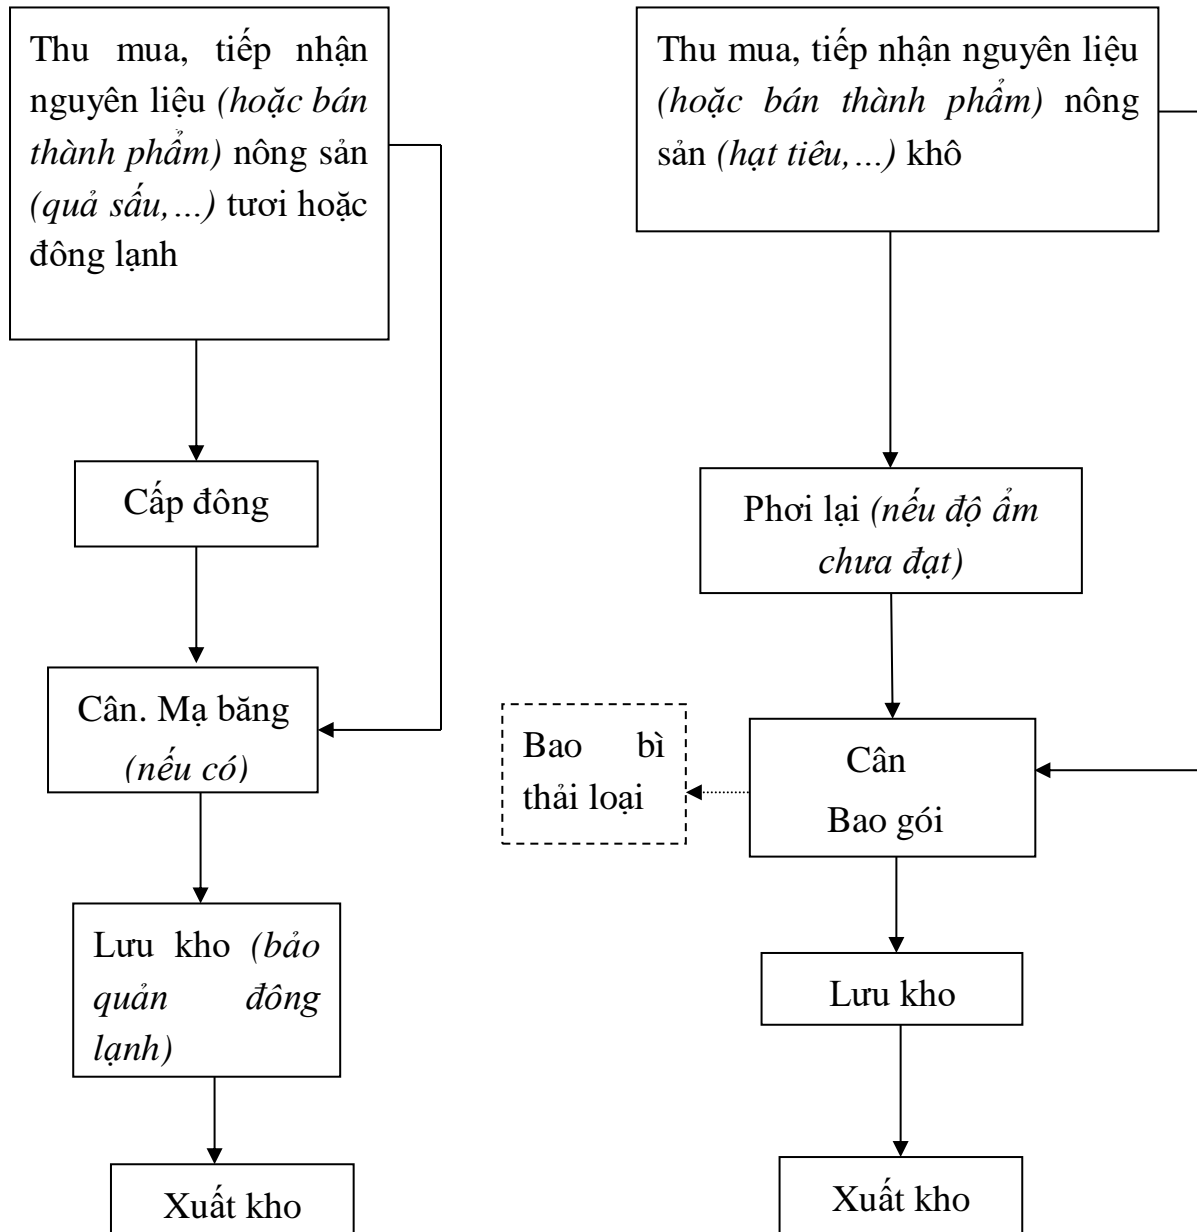 Thu mua, tiếp nhận
nguyên liệu (hoặc bán
thành phẩm) nông sản
(quả sấu,...) tươi hoặc
đông lạnh
Cấp đông
Cân. Mạ băng
(nếu có)
Lưu kho (bảo
quản đông
lạnh)
Xuất kho
Thu mua, tiếp nhận nguyên liệu
(hoặc bán thành phẩm) nông
sản (hạt tiêu,...) khô
Phơi lại (nếu độ ẩm
chưa đạt)
Bao bì
thải loại
Cân
Bao gói
Lưu kho
Xuất kho